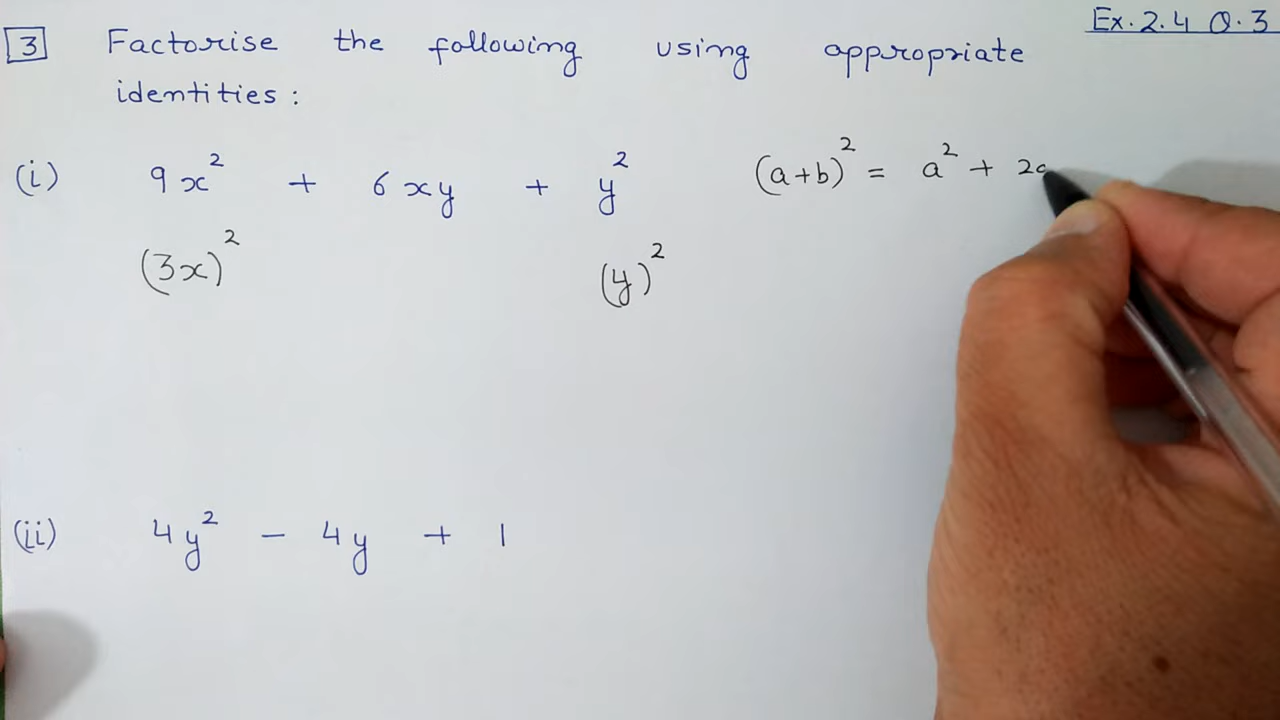 Ex. 2.4 Q.3
3 Factorise the following using appropriate
identities :
(i) 9x² + 6xy + y² (a+b)² = a² + 2a
(3x)² (y)²
(ii) 4y² - 4y + 1